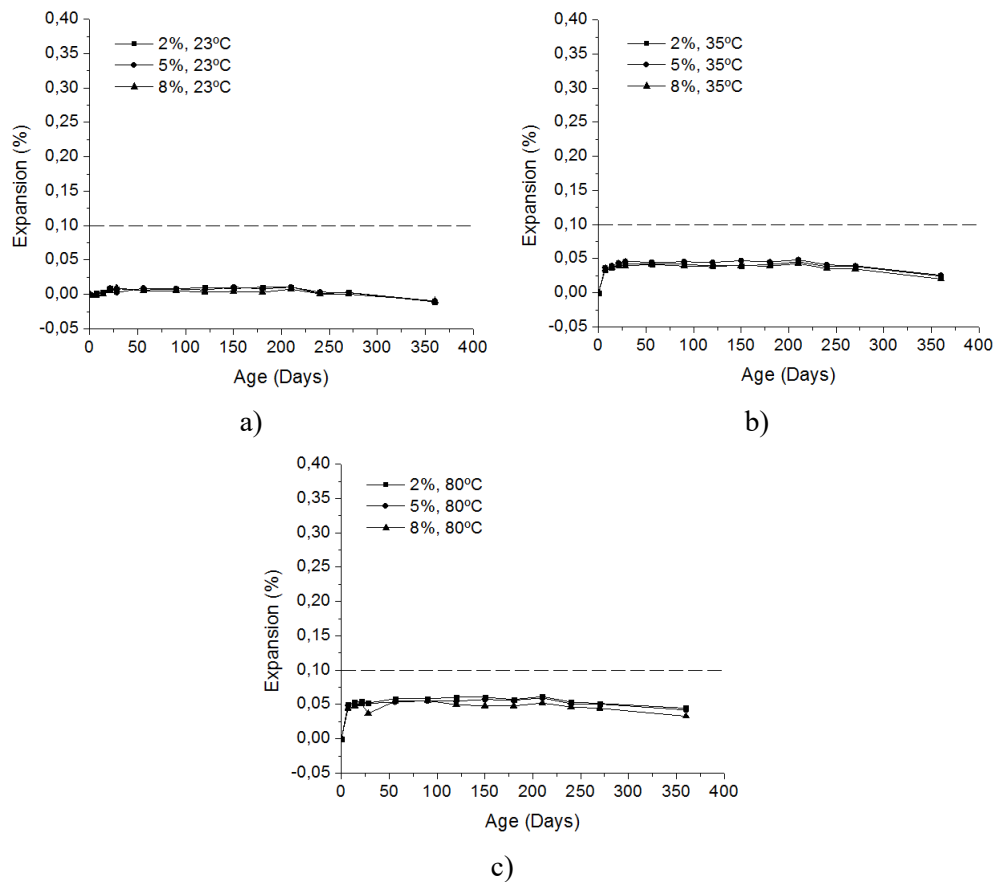 0,40
0,35
0,30
0,25
0,20
0,15
0,10
0,05
0,00
-0,05
Expansion (%)
2%, 23ºC
5%, 23ºC
8%, 23ºC
0 50 100 150 200 250 300 350 400
Age (Days)
a)
0,40
0,35
0,30
0,25
0,20
0,15
0,10
0,05
0,00
-0,05
Expansion (%)
2%, 35ºC
5%, 35ºC
8%, 35ºC
0 50 100 150 200 250 300 350 400
Age (Days)
b)
0,40
0,35
0,30
0,25
0,20
0,15
0,10
0,05
0,00
-0,05
Expansion (%)
2%, 80ºC
5%, 80ºC
8%, 80ºC
0 50 100 150 200 250 300 350 400
Age (Days)
c)